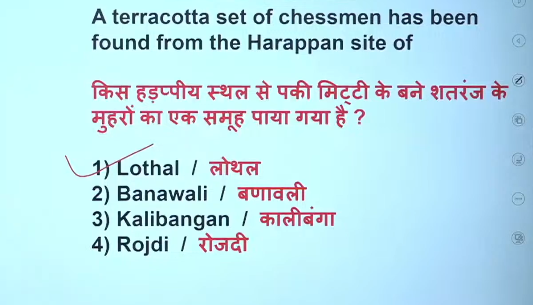 A terracotta set of chessmen has been
found from the Harappan site of
किस हड़प्पीय स्थल से पकी मिट्टी के बने शतरंज के
मुहरों का एक समूह पाया गया है ?
1) Lothal / लोथल
2) Banawali / बणावली
3) Kalibangan / कालीबंगा
4) Rojdi / रोजदी